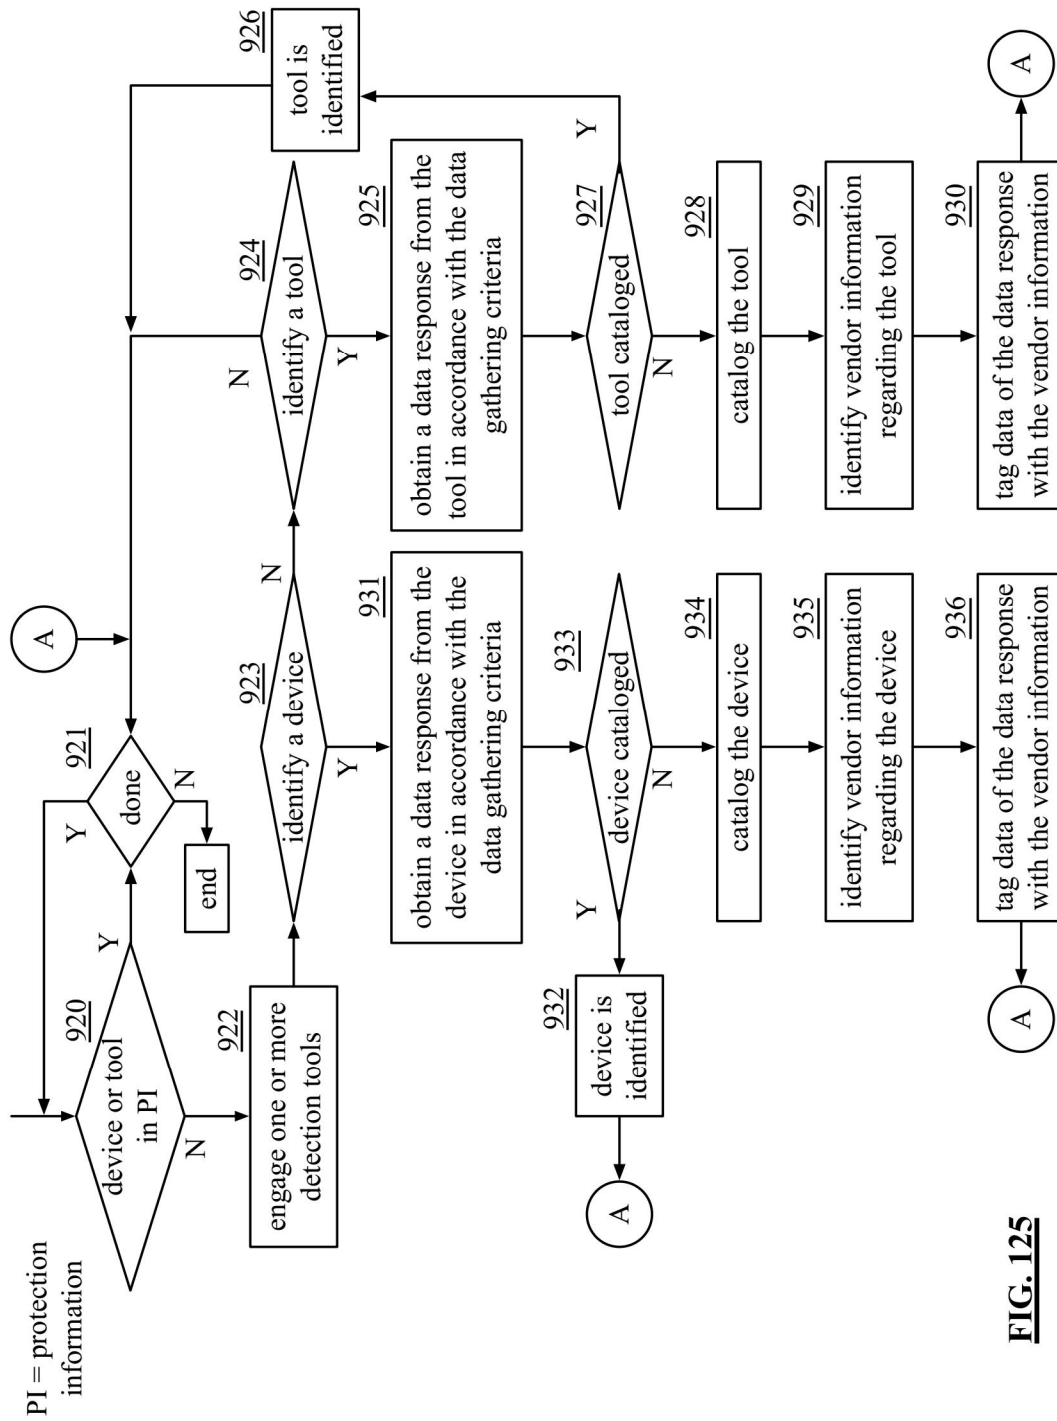 PI = protection
information
A
920
device or tool
in PI
Y
N
921
done
Y
N
end
922
engage one or more
detection tools
923
identify a device
N
Y
924
identify a tool
N
Y
926
tool is
identified
931
obtain a data response from the
device in accordance with the
data gathering criteria
925
obtain a data response from the
tool in accordance with the data
gathering criteria
932
device is
identified
A
933
device cataloged
Y
N
927
tool cataloged
Y
N
934
catalog the device
928
catalog the tool
935
identify vendor information
regarding the device
929
identify vendor information
regarding the tool
936
tag data of the data response
with the vendor information
A
930
tag data of the data response
with the vendor information
A
FIG. 125